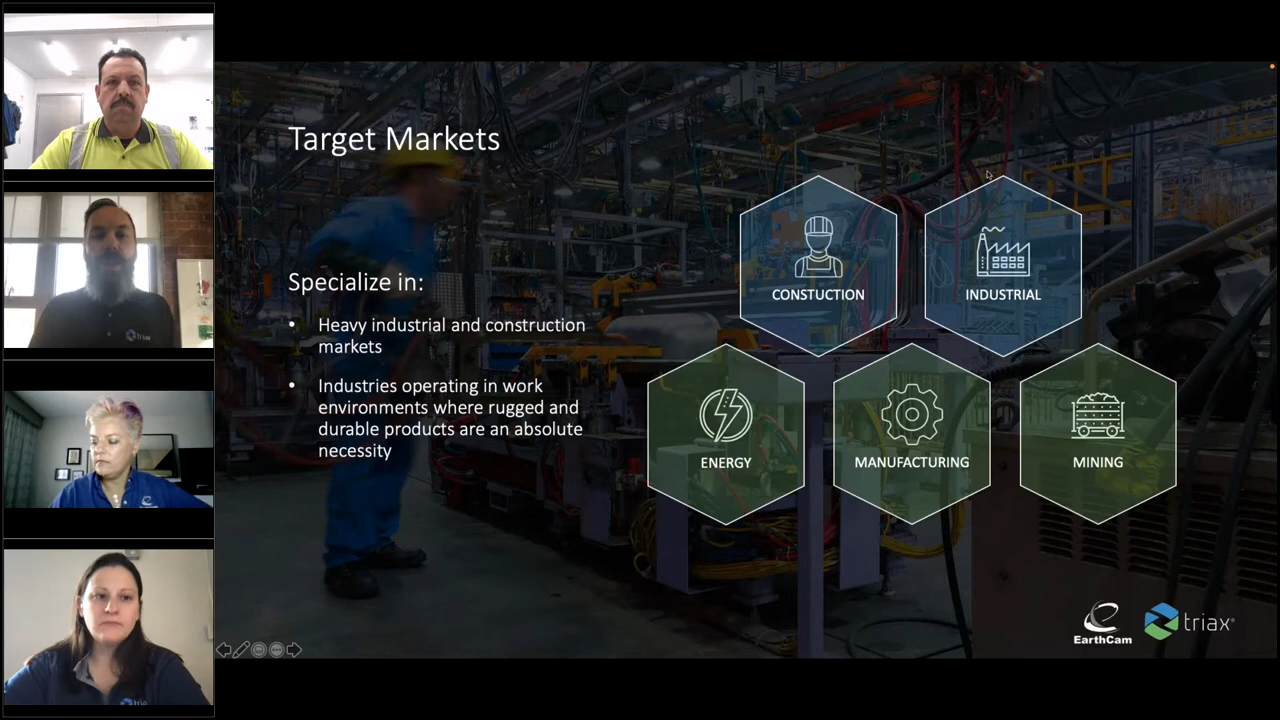 Target Markets
Specialize in:
• Heavy industrial and construction
markets
• Industries operating in work
environments where rugged and
durable products are an absolute
necessity
CONSTUCTION
INDUSTRIAL
ENERGY
MANUFACTURING
MINING
EarthCam
triax
triax